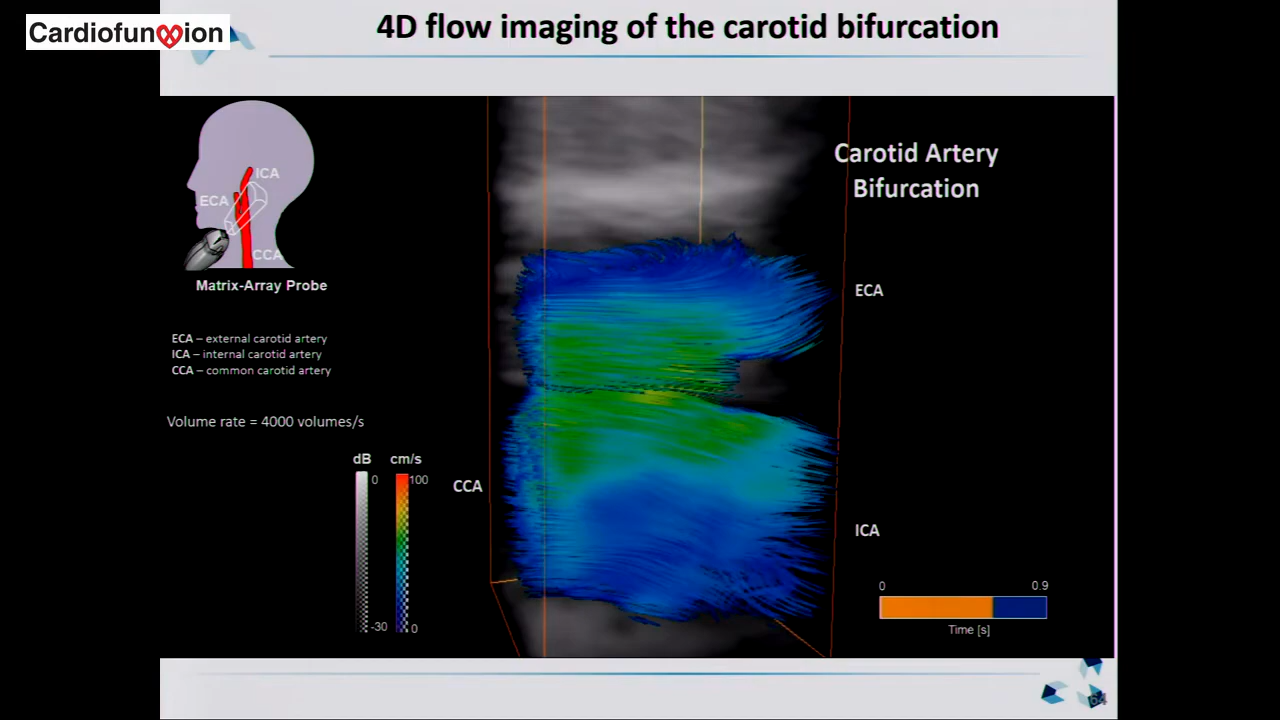 Cardiofunxion
4D flow imaging of the carotid bifurcation
ICA
ECA
CCA
Matrix-Array Probe
ECA – external carotid artery
ICA – internal carotid artery
CCA – common carotid artery
Volume rate = 4000 volumes/s
dB cm/s
0 100
-30 0
CCA
Carotid Artery
Bifurcation
ECA
ICA
0 0.9
Time [s]
64